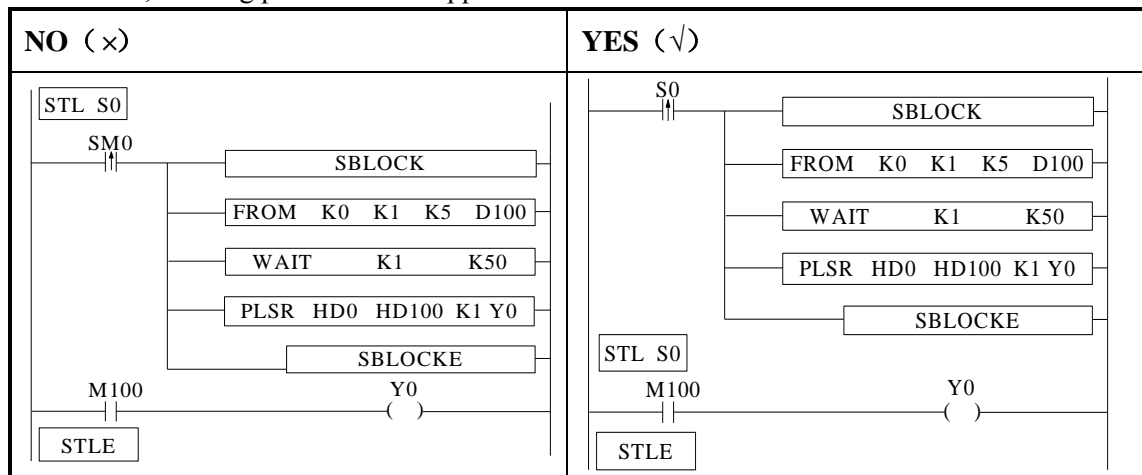 NO（×）
STL S0
SM0
SBLOCK
FROM K0 K1 K5 D100
WAIT K1 K50
PLSR HD0 HD100 K1 Y0
SBLOCKE
M100 Y0
STLE
YES（√）
S0
SBLOCK
FROM K0 K1 K5 D100
WAIT K1 K50
PLSR HD0 HD100 K1 Y0
SBLOCKE
STL S0
M100 Y0
STLE